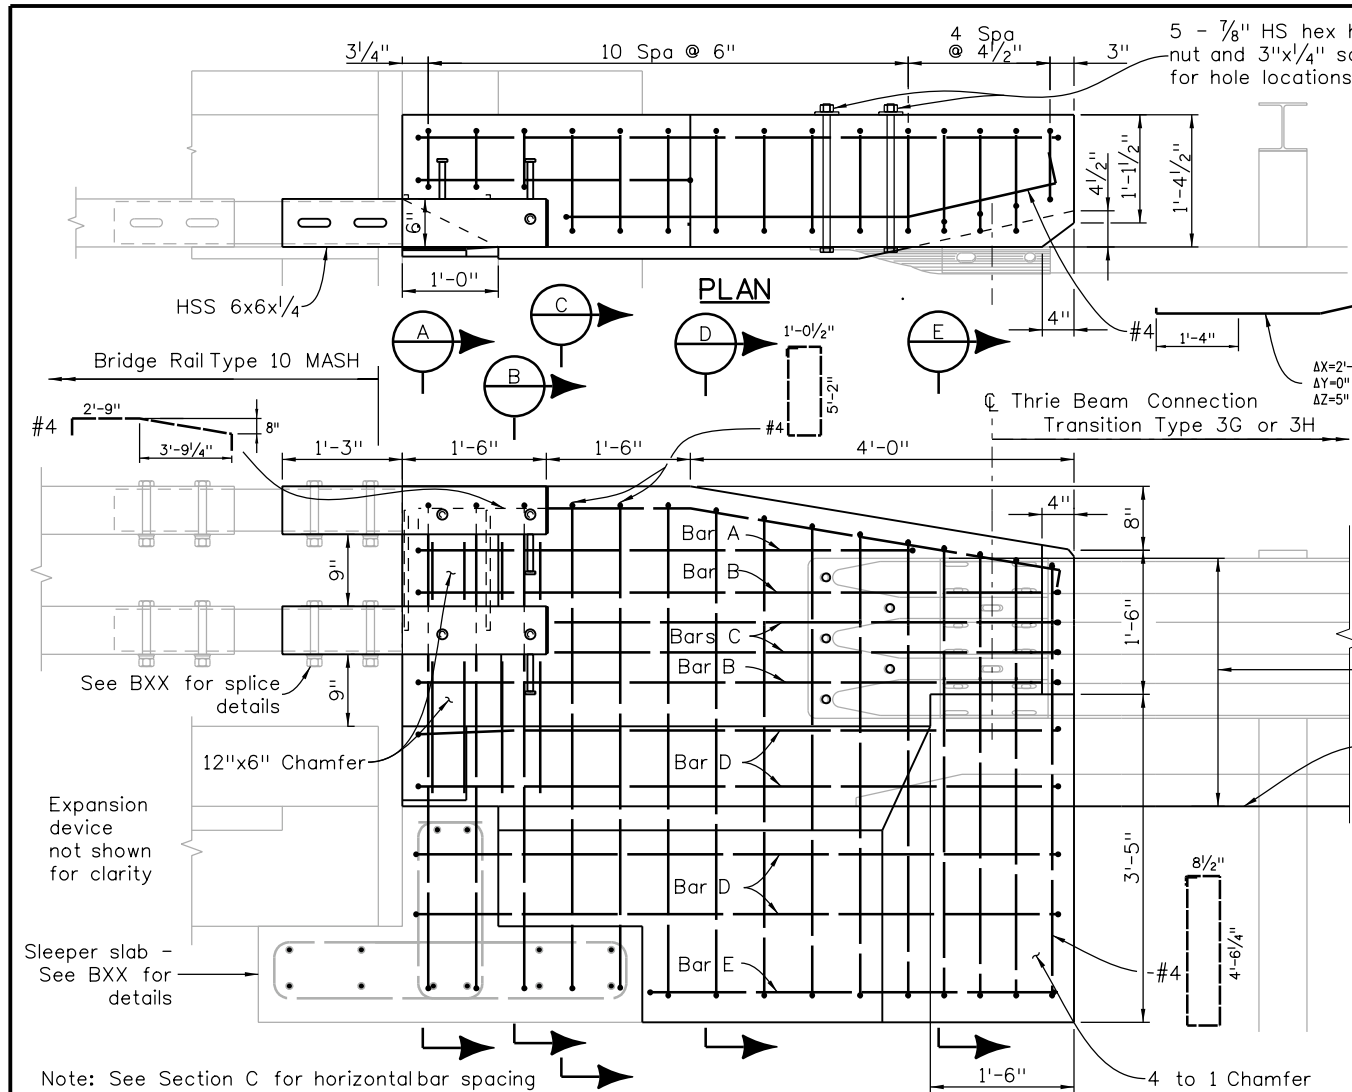 3¼"
10 Spa @ 6"
4 Spa
@ 4½"
3"
5 - ⅞" HS hex h
nut and 3"x¼" s
for hole locations
6"
4½"
1'-1½"
1'-4½"
HSS 6x6x¼
1'-0"
PLAN
4"
#4
1'-4"
ΔX=2'-
ΔY=0"
ΔZ=5"
A
B
C
D
E
1'-0½"
5'-2"
#4
Bridge Rail Type 10 MASH
#4
2'-9"
8"
3'-9¼"
℄ Thrie Beam Connection
Transition Type 3G or 3H
1'-3"
1'-6"
1'-6"
4'-0"
4"
8"
Bar A
Bar B
Bars C
Bar B
9"
9"
1'-6"
See BXX for splice
details
12"x6" Chamfer
Bar D
Expansion
device
not shown
for clarity
Bar D
3'-5"
8½"
4'-6¼"
Sleeper slab -
See BXX for
details
Bar E
-#4
Note: See Section C for horizontal bar spacing
1'-6"
4 to 1 Chamfer